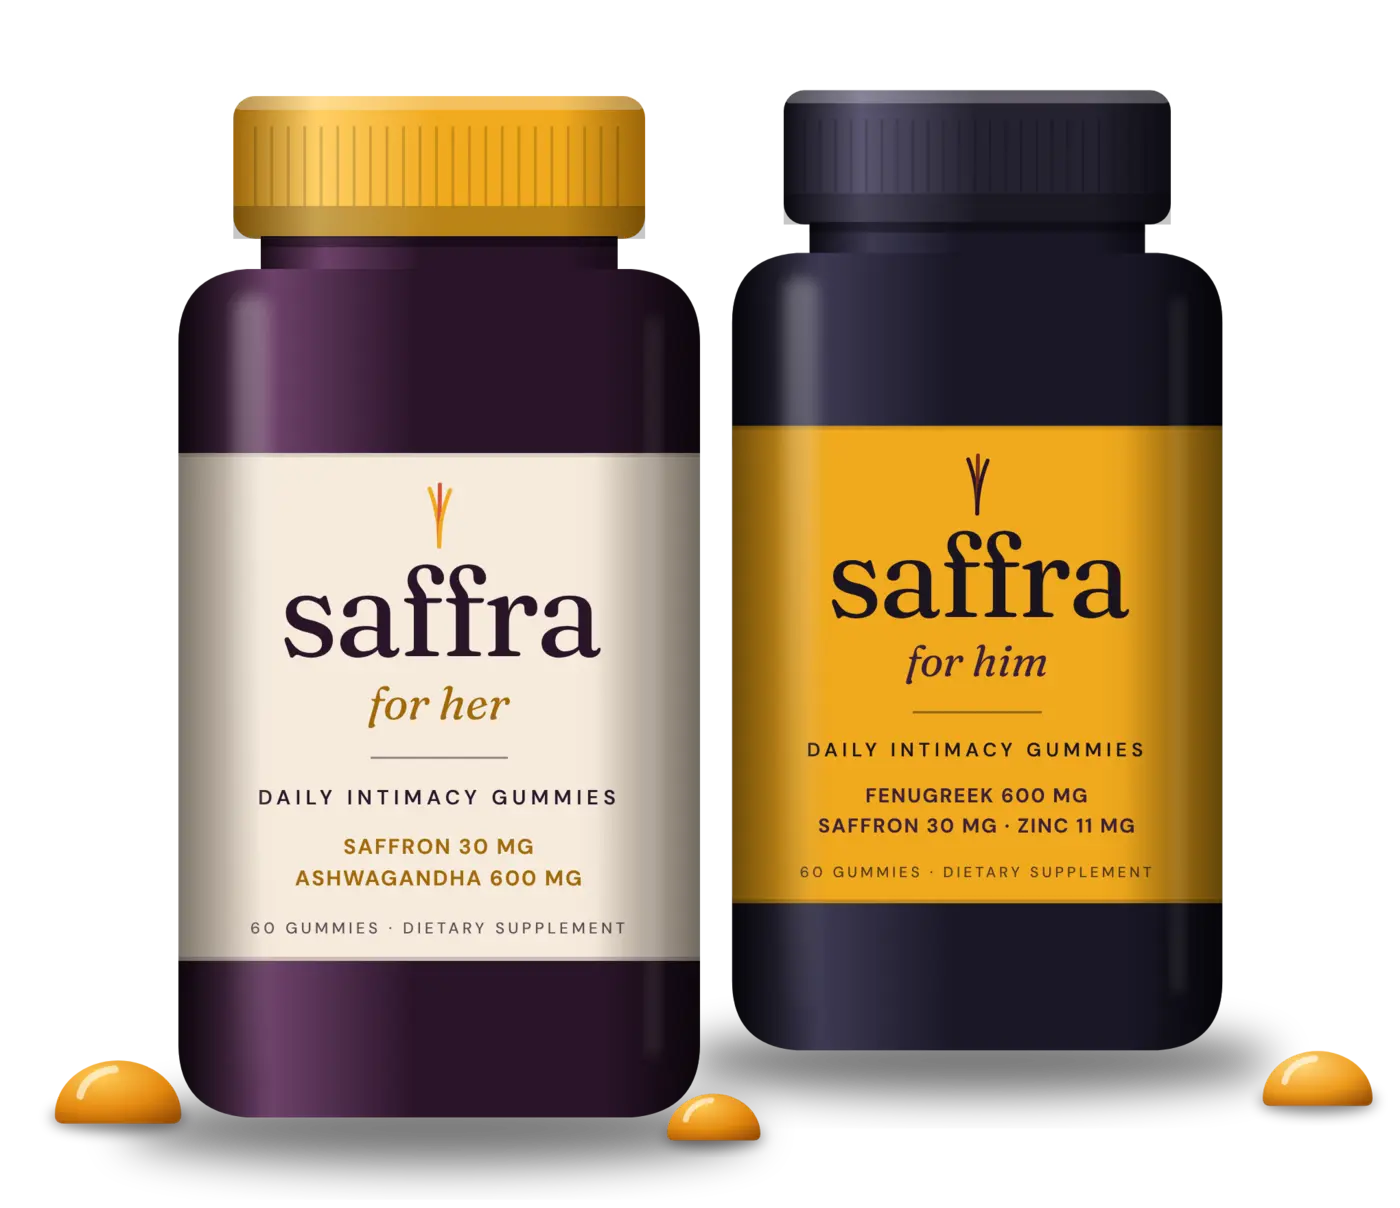 saffra
for her
DAILY INTIMACY GUMMIES
SAFFRON 30 MG
ASHWAGANDHA 600 MG
60 GUMMIES · DIETARY SUPPLEMENT
saffra
for him
DAILY INTIMACY GUMMIES
FENUGREEK 600 MG
SAFFRON 30 MG · ZINC 11 MG
60 GUMMIES · DIETARY SUPPLEMENT